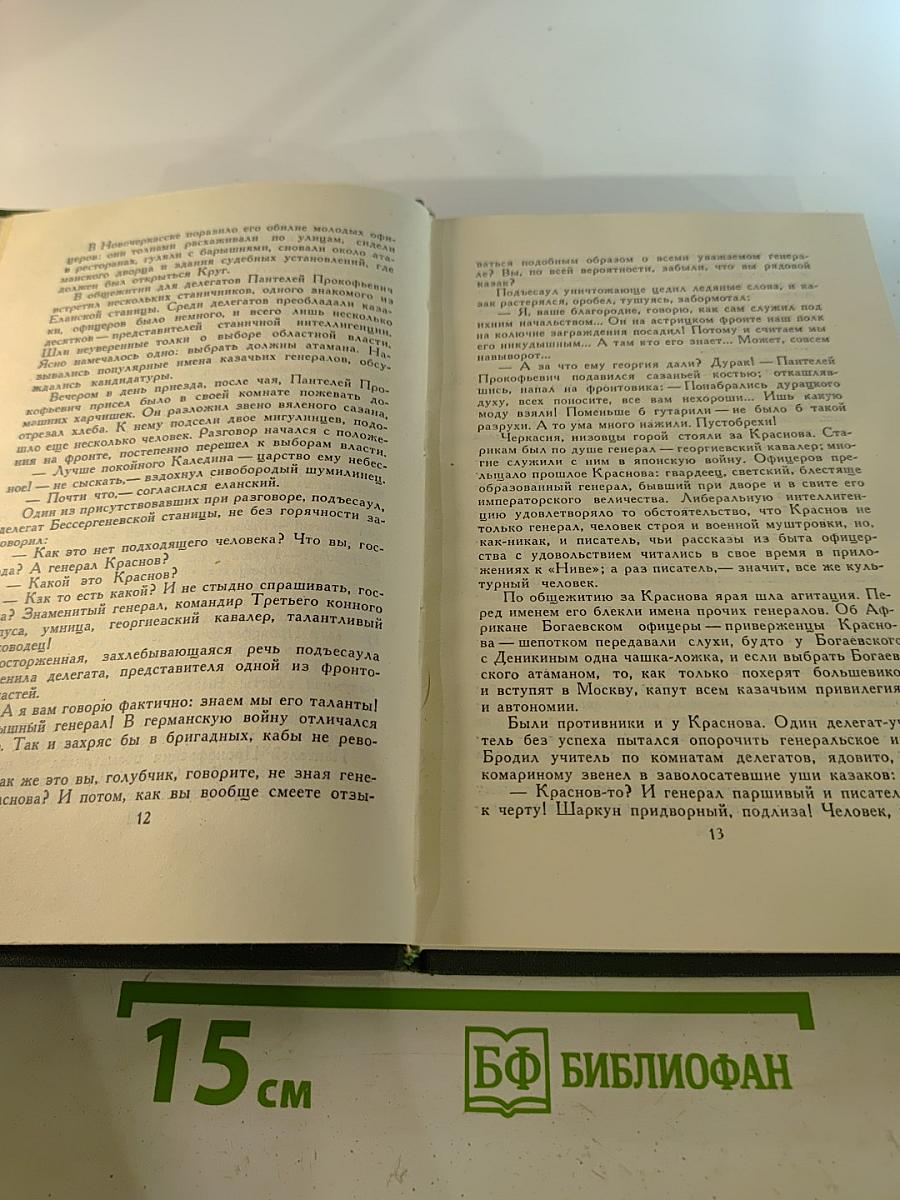 В Новочеркасске поразило его обилие молодых офи-
церов: они толпами расхаживали по улицам, сидели
в ресторанах, гуляли с барышнями, сновали около ата-
манского дворца и здания судебных установлений, где
должен был открыться Круг.
В общежитии для делегатов Пантелей Прокофьевич
встретил нескольких станичников, одного знакомого из
Еланской станицы. Среди делегатов преобладали каза-
ки, офицеров было немного, и всего лишь несколько
десятков — представителей станичной интеллигенции.
Шли неуверенные толки о выборе областной власти.
Ясно намечалось одно: выбрать должны атамана. На-
зывались популярные имена казачьих генералов, обсу-
ждались кандидатуры.
Вечером в день приезда, после чая, Пантелей Про-
кофьевич присел было в своей комнате пожевать до-
машних харчишек. Он разложил звено вяленого сазана,
отрезал хлеба. К нему подсели двое мигулинцев, подо-
шло еще несколько человек. Разговор начался с положе-
ния на фронте, постепенно перешел к выборам власти.
— Лучше покойного Каледина — царство ему небес-
ное! — не сыскать, — вздохнул сивобородый шумилинец.
— Почти что, — согласился еланский.
Один из присутствовавших при разговоре, подъесаул,
делегат Бессергеневской станицы, не без горячности за-
оворил:
— Как это нет подходящего человека? Что вы, гос-
ода? А генерал Краснов?
— Какой это Краснов?
— Как то есть какой? И не стыдно спрашивать, гос-
а? Знаменитый генерал, командир Третьего конного
пуса, умница, георгиевский кавалер, талантливый
ководец!
осторженная, захлебывающаяся речь подъесаула
енила делегата, представителя одной из фронто-
частей.
А я вам говорю фактично: знаем мы его таланты!
ышный генерал! В германскую войну отличался
. Так и захряс бы в бригадных, кабы не рево-
ак же это вы, голубчик, говорите, не зная гене-
аснова? И потом, как вы вообще смеете отзы-
12
ваться подобным образом о всеми уважаемом генера-
ле? Вы, по всей вероятности, забыли, что вы рядовой
казак?
Подъесаул уничтожающе цедил ледяные слова, и ка-
зак растерялся, оробел, тушуясь, забормотал:
— Я, ваше благородие, говорю, как сам служил под
ихним начальством... Он на астрицком фронте наш полк
на колючие заграждения посадил! Потому и считаем мы
его никудышным... А там кто его знает... Может, совсем
навыворот...
— А за что ему георгия дали? Дурак! — Пантелей
Прокофьевич подавился сазаньей костью; откашляв-
шись, напал на фронтовика: — Понабрались дурацкого
духу, всех поносите, все вам нехороши... Ишь какую
моду взяли! Поменьше б гутарили — не было б такой
разрухи. А то ума много нажили. Пустобрехи!
Черкасня, низовцы горой стояли за Краснова. Ста-
рикам был по душе генерал — георгиевский кавалер; мно-
гие служили с ним в японскую войну. Офицеров пре-
льщало прошлое Краснова: гвардеец, светский, блестяще
образованный генерал, бывший при дворе и в свите его
императорского величества. Либеральную интеллиген-
цию удовлетворяло то обстоятельство, что Краснов не
только генерал, человек строя и военной муштровки, но,
как-никак, и писатель, чьи рассказы из быта офицер-
ства с удовольствием читались в свое время в прило-
жениях к «Ниве»; а раз писатель, — значит, все же куль-
турный человек.
По общежитию за Краснова ярая шла агитация. Пе-
ред именем его блекли имена прочих генералов. Об Аф-
рикане Богаевском офицеры — приверженцы Красно-
ва — шепотком передавали слухи, будто у Богаевского
с Деникиным одна чашка-ложка, и если выбрать Богаев
ского атаманом, то, как только похерят большевико
и вступят в Москву, капут всем казачьим привилегия
и автономии.
Были противники и у Краснова. Один делегат-уч
тель без успеха пытался опорочить генеральское и
Бродил учитель по комнатам делегатов, ядовито,
комариному звенел в заволосатевшие уши казаков:
— Краснов-то? И генерал паршивый и писател
к черту! Шаркун придворный, подлиза! Человек,
13
15 см
БФ БИБЛИОФАН